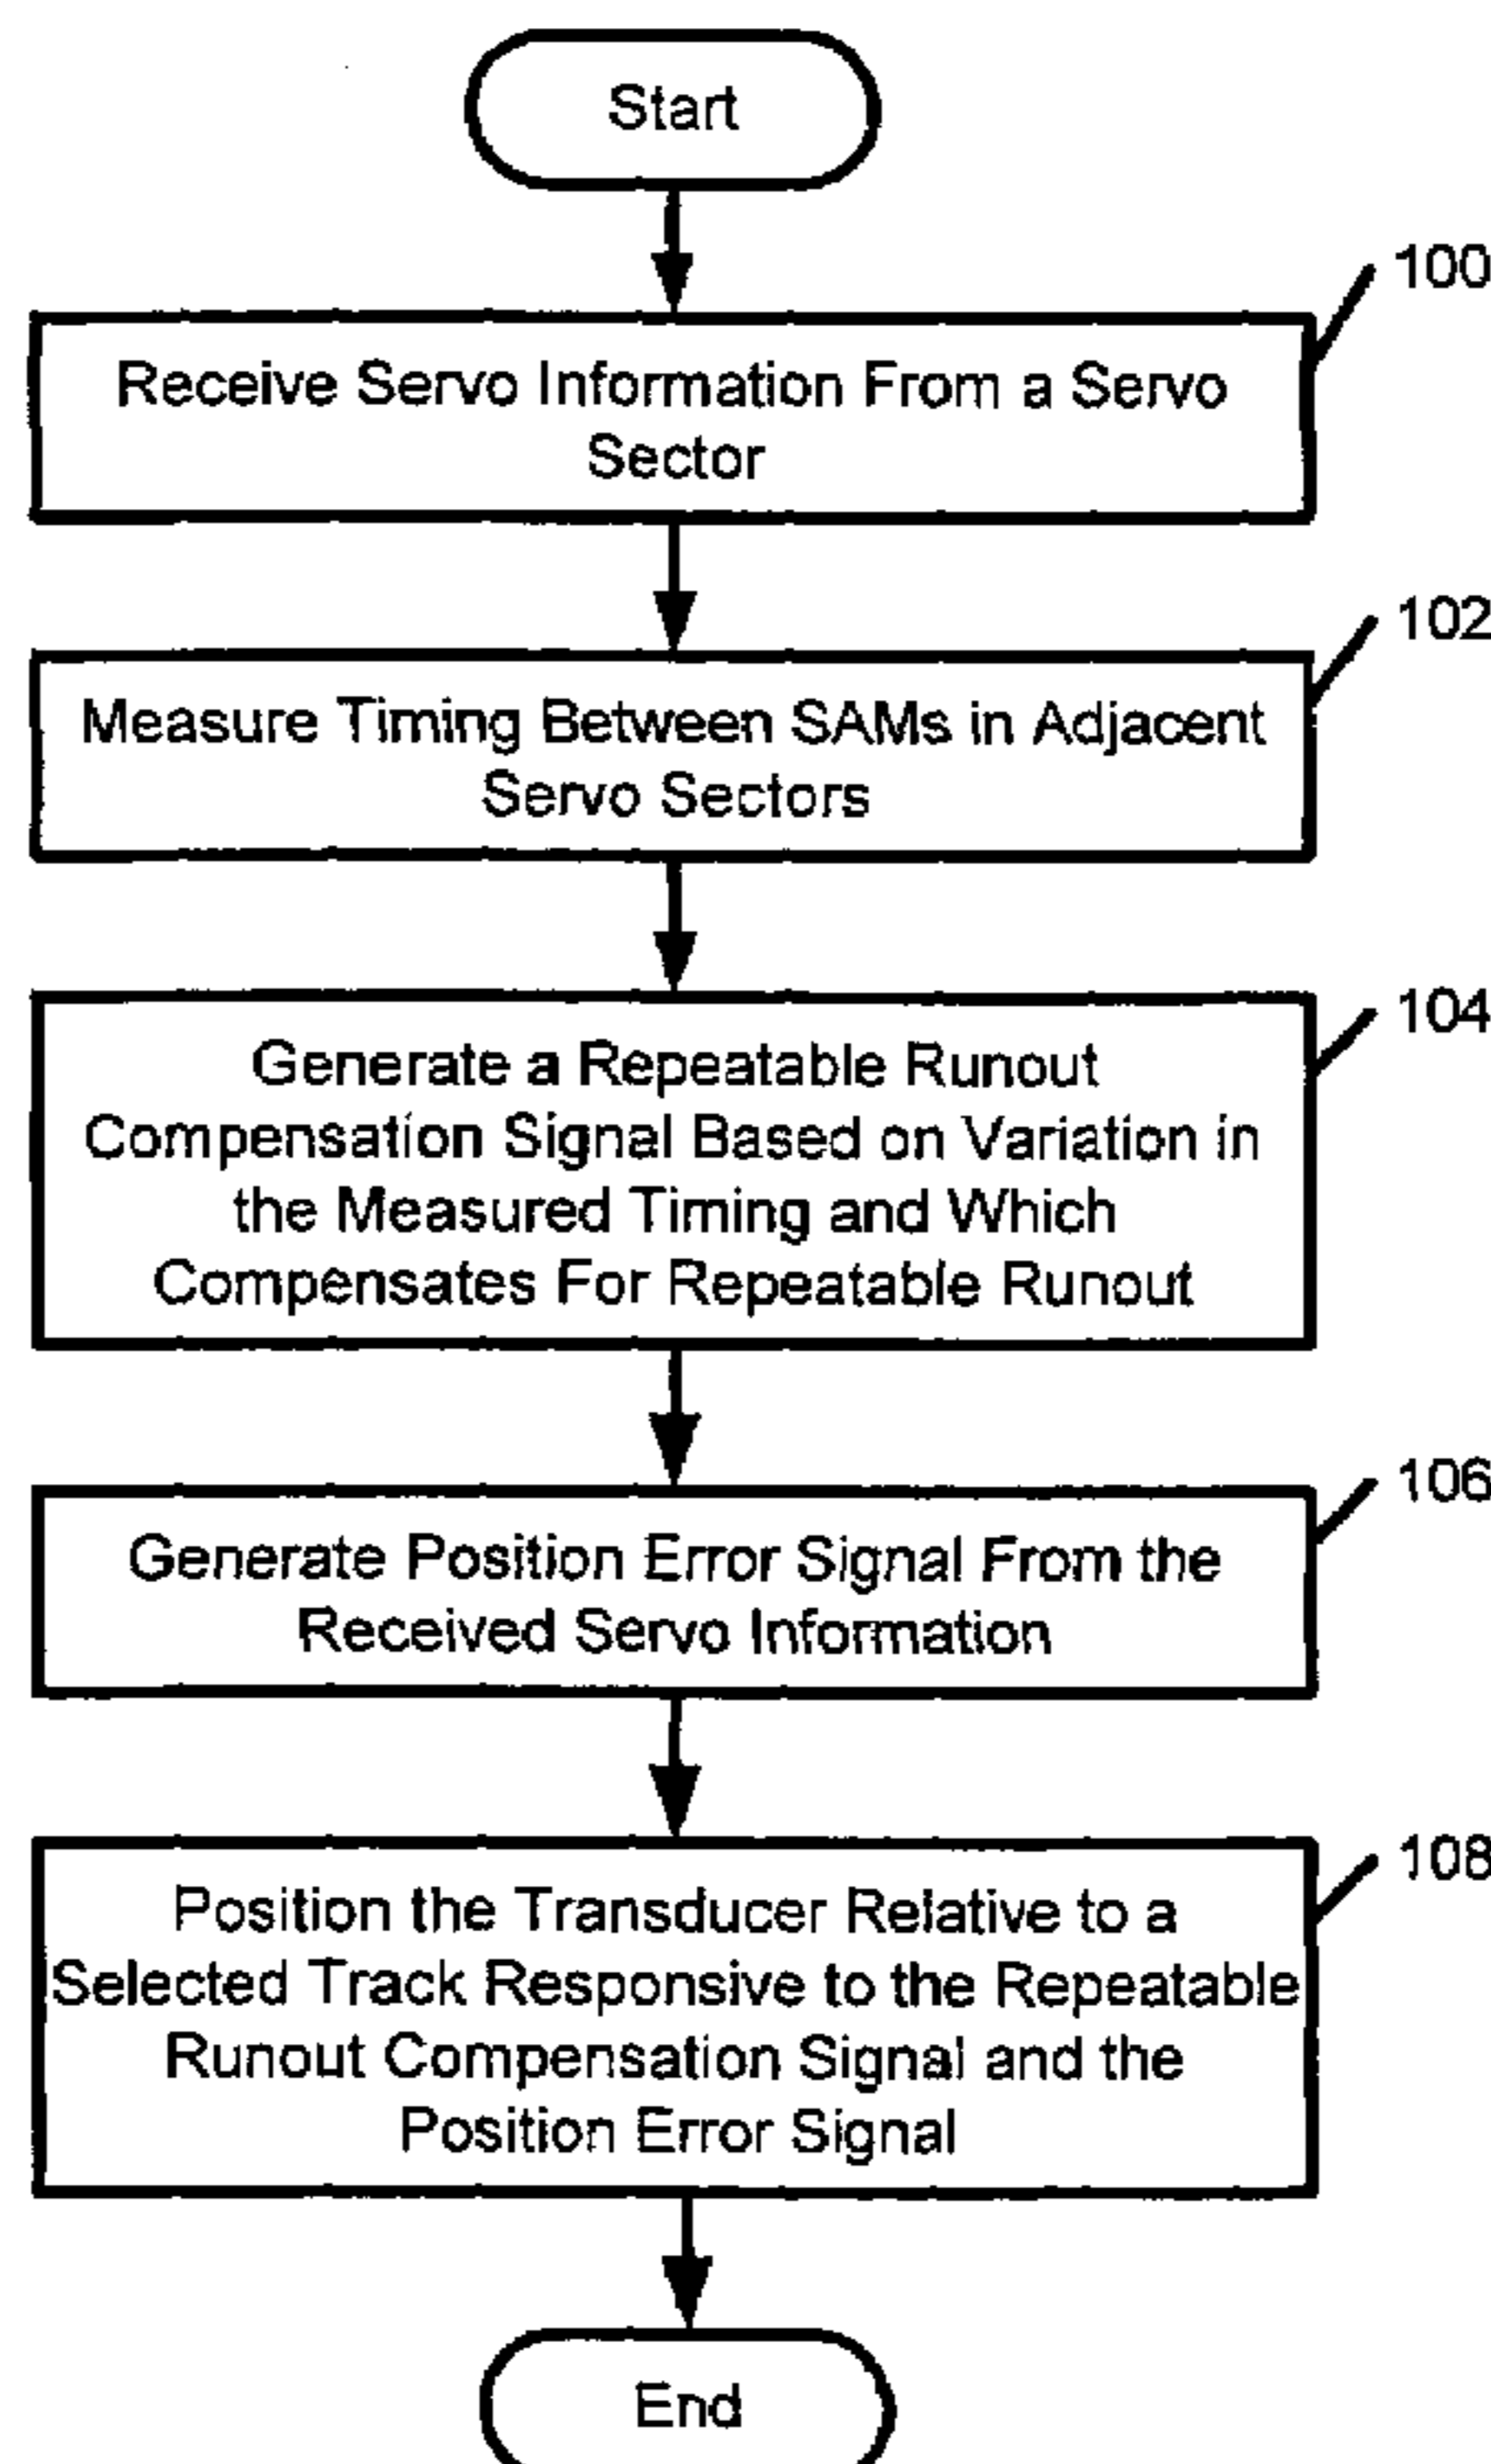 Start
100
Receive Servo Information From a Servo
Sector
102
Measure Timing Between SAMs in Adjacent
Servo Sectors
104
Generate a Repeatable Runout
Compensation Signal Based on Variation in
the Measured Timing and Which
Compensates For Repeatable Runout
106
Generate Position Error Signal From the
Received Servo Information
108
Position the Transducer Relative to a
Selected Track Responsive to the Repeatable
Runout Compensation Signal and the
Position Error Signal
End